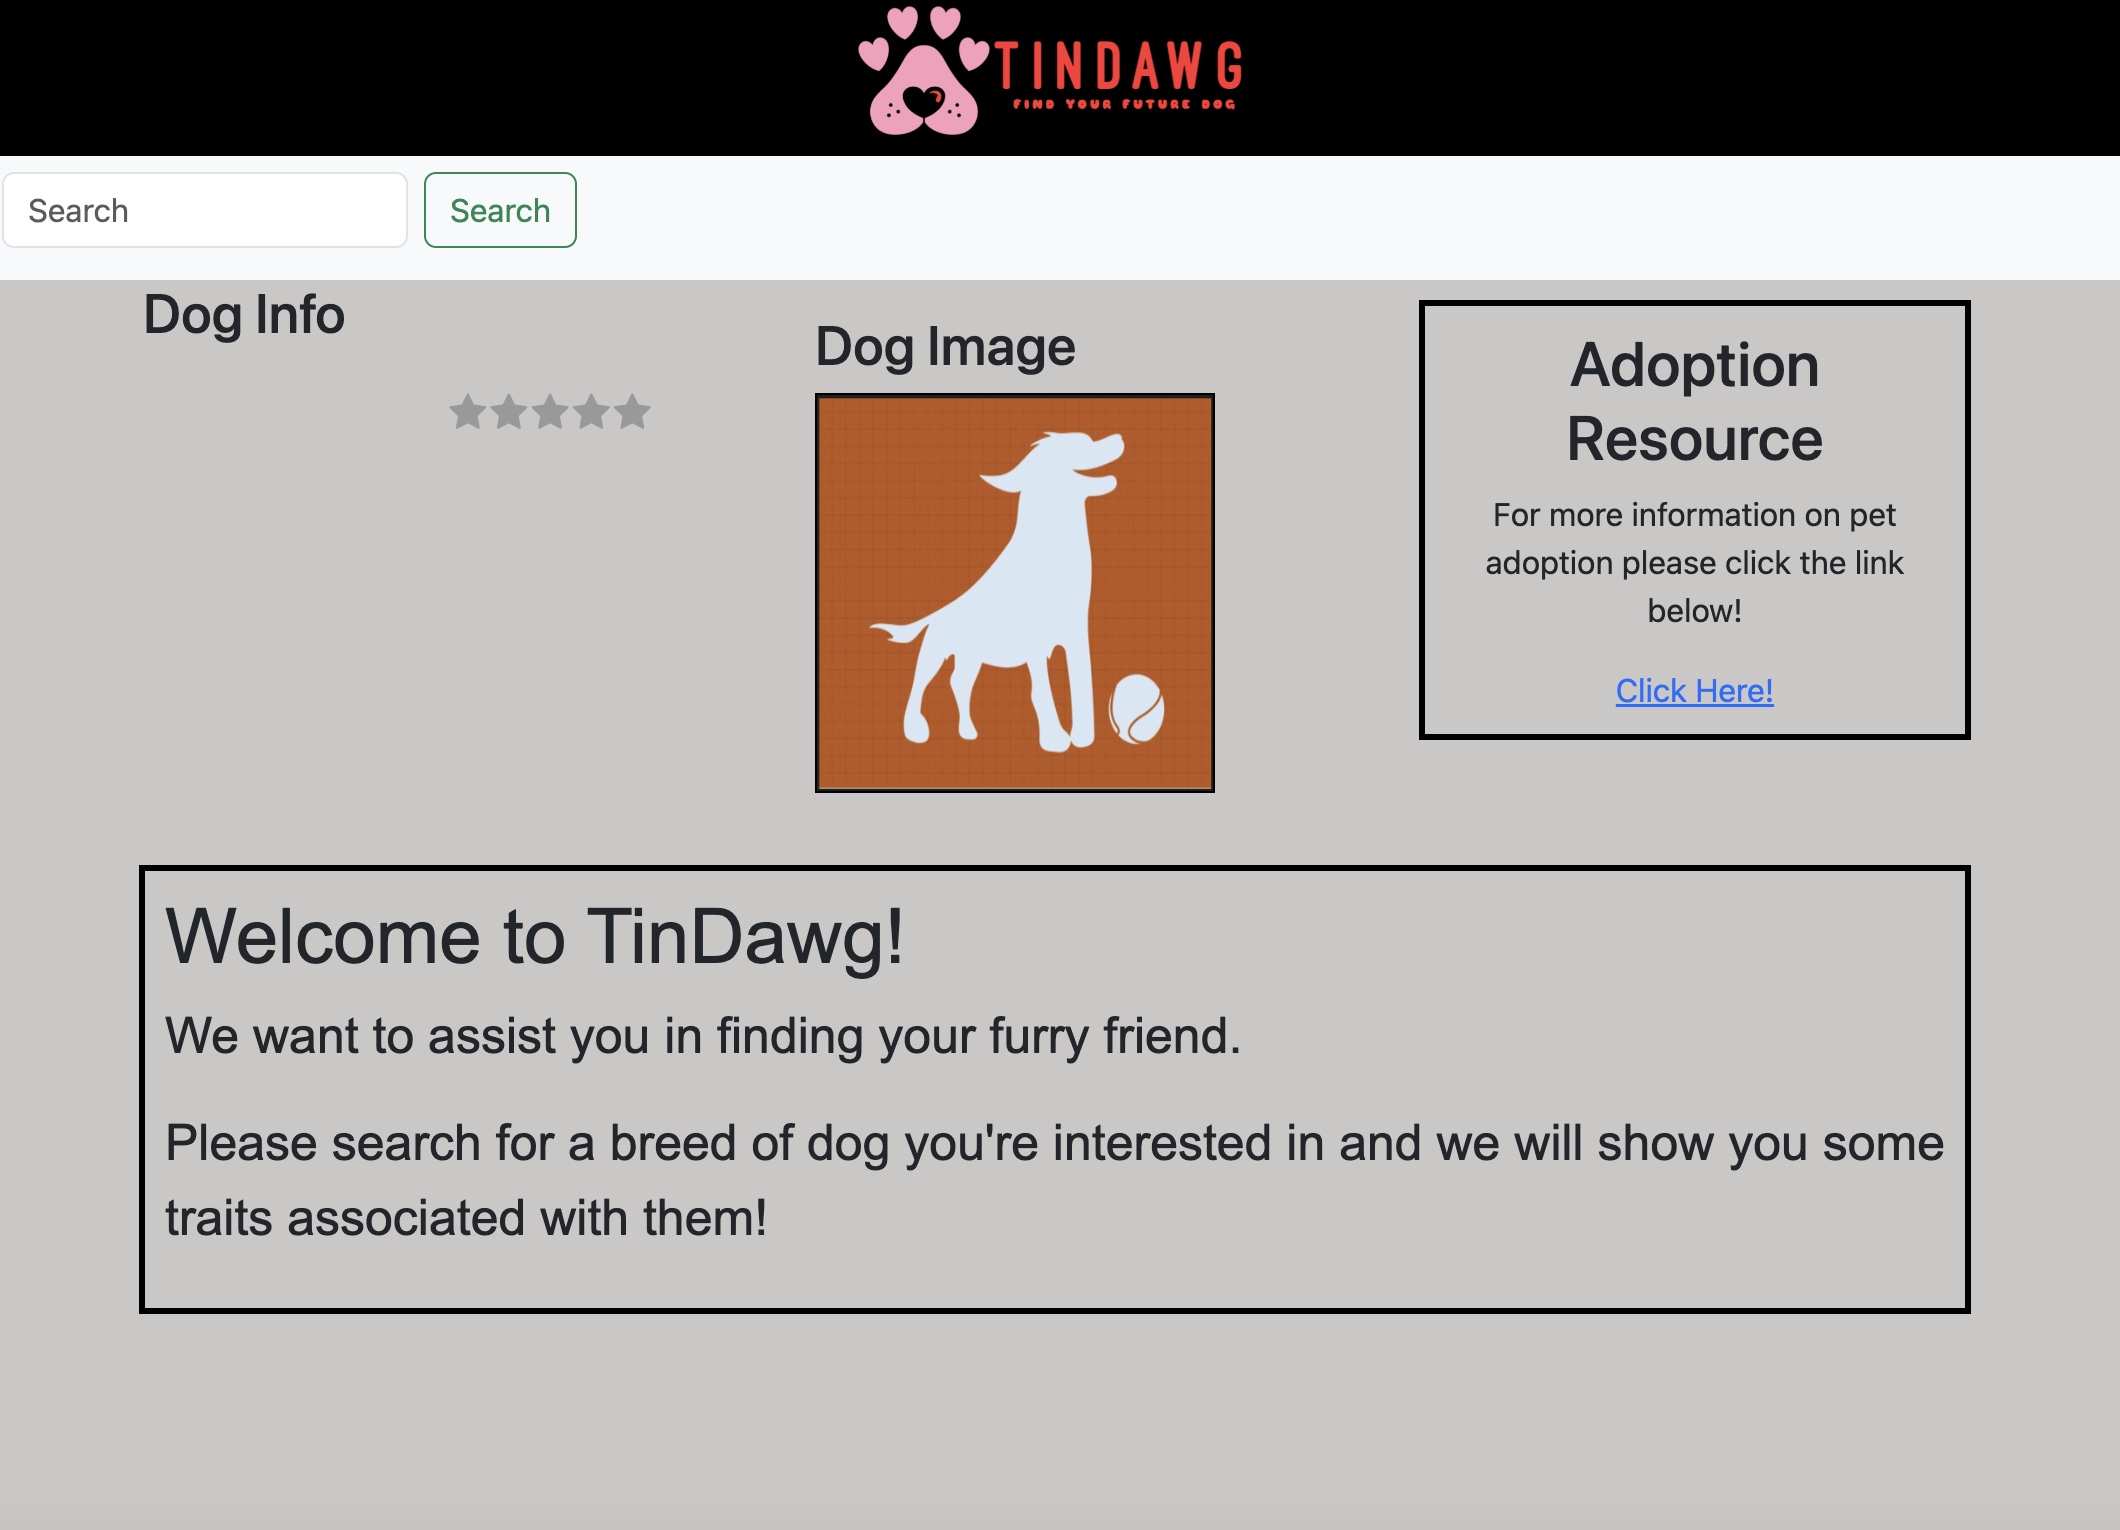 TINDAWG
FIND YOUR FUTURE DOG
Search
Search
Dog Info
Dog Image
Adoption
Resource
For more information on pet
adoption please click the link
below!
Click Here!
Welcome to TinDawg!
We want to assist you in finding your furry friend.
Please search for a breed of dog you're interested in and we will show you some
traits associated with them!